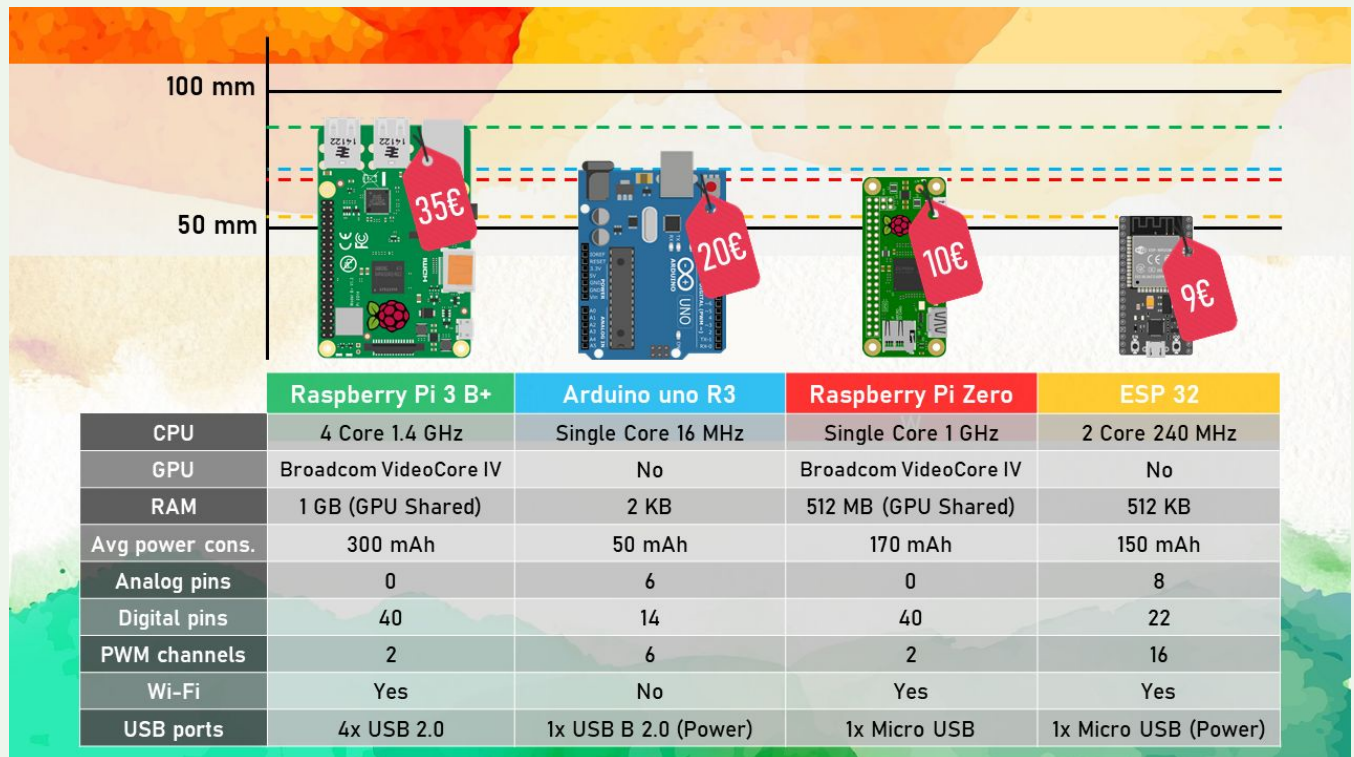 100 mm
50 mm
35€
20€
10€
9€
ARDUINO
UNO
Raspberry Pi 3 B+ Arduino uno R3 Raspberry Pi Zero W ESP 32
CPU 4 Core 1.4 GHz Single Core 16 MHz Single Core 1 GHz 2 Core 240 MHz
GPU Broadcom VideoCore IV No Broadcom VideoCore IV No
RAM 1 GB (GPU Shared) 2 KB 512 MB (GPU Shared) 512 KB
Avg power cons. 300 mAh 50 mAh 170 mAh 150 mAh
Analog pins 0 6 0 8
Digital pins 40 14 40 22
PWM channels 2 6 2 16
Wi-Fi Yes No Yes Yes
USB ports 4x USB 2.0 1x USB B 2.0 (Power) 1x Micro USB 1x Micro USB (Power)